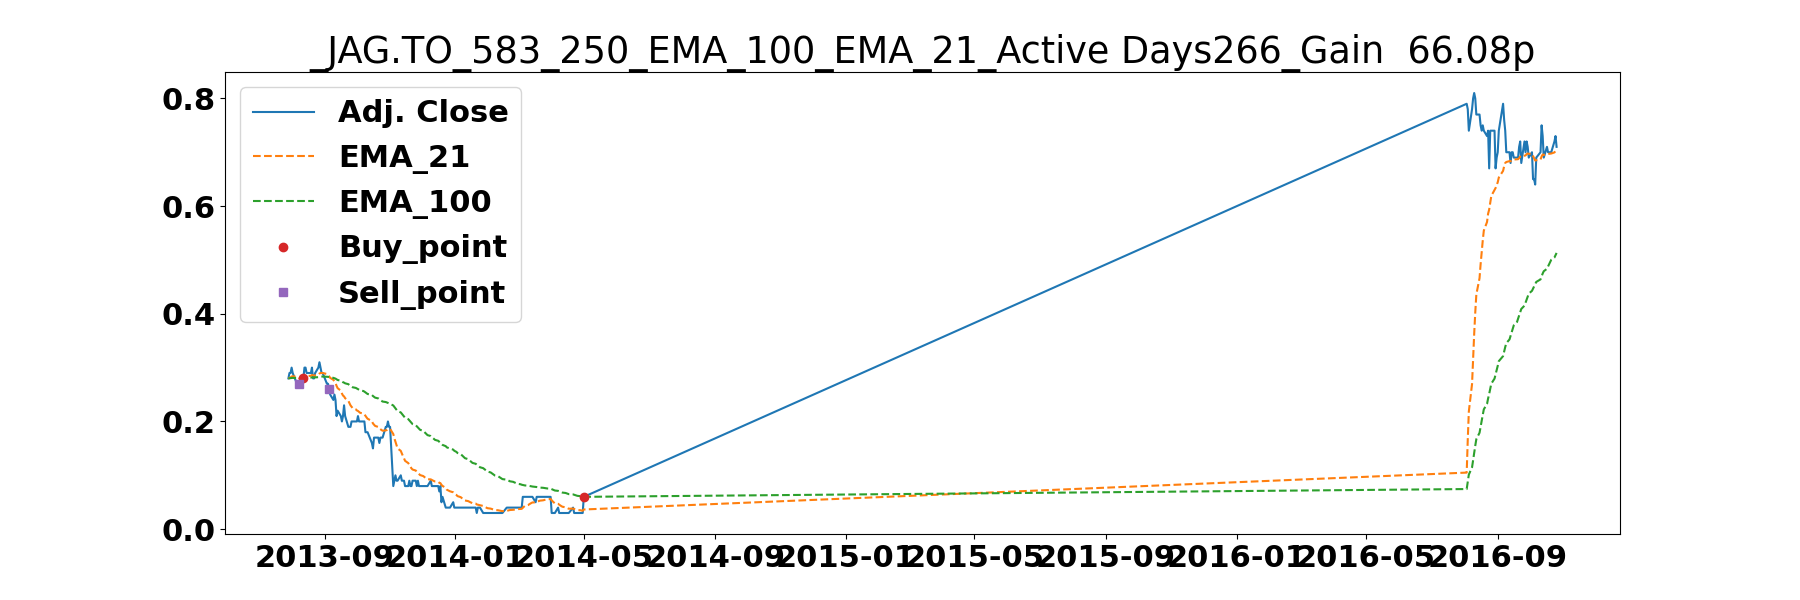 _JAG.TO_583_250_EMA_100_EMA_21_Active Days266_Gain  66.08p
Adj. Close
EMA_21
EMA_100
Buy_point
Sell_point
0.8
0.6
0.4
0.2
0.0
2013-09 2014-01 2014-05 2014-09 2015-01 2015-05 2015-09 2016-01 2016-05 2016-09